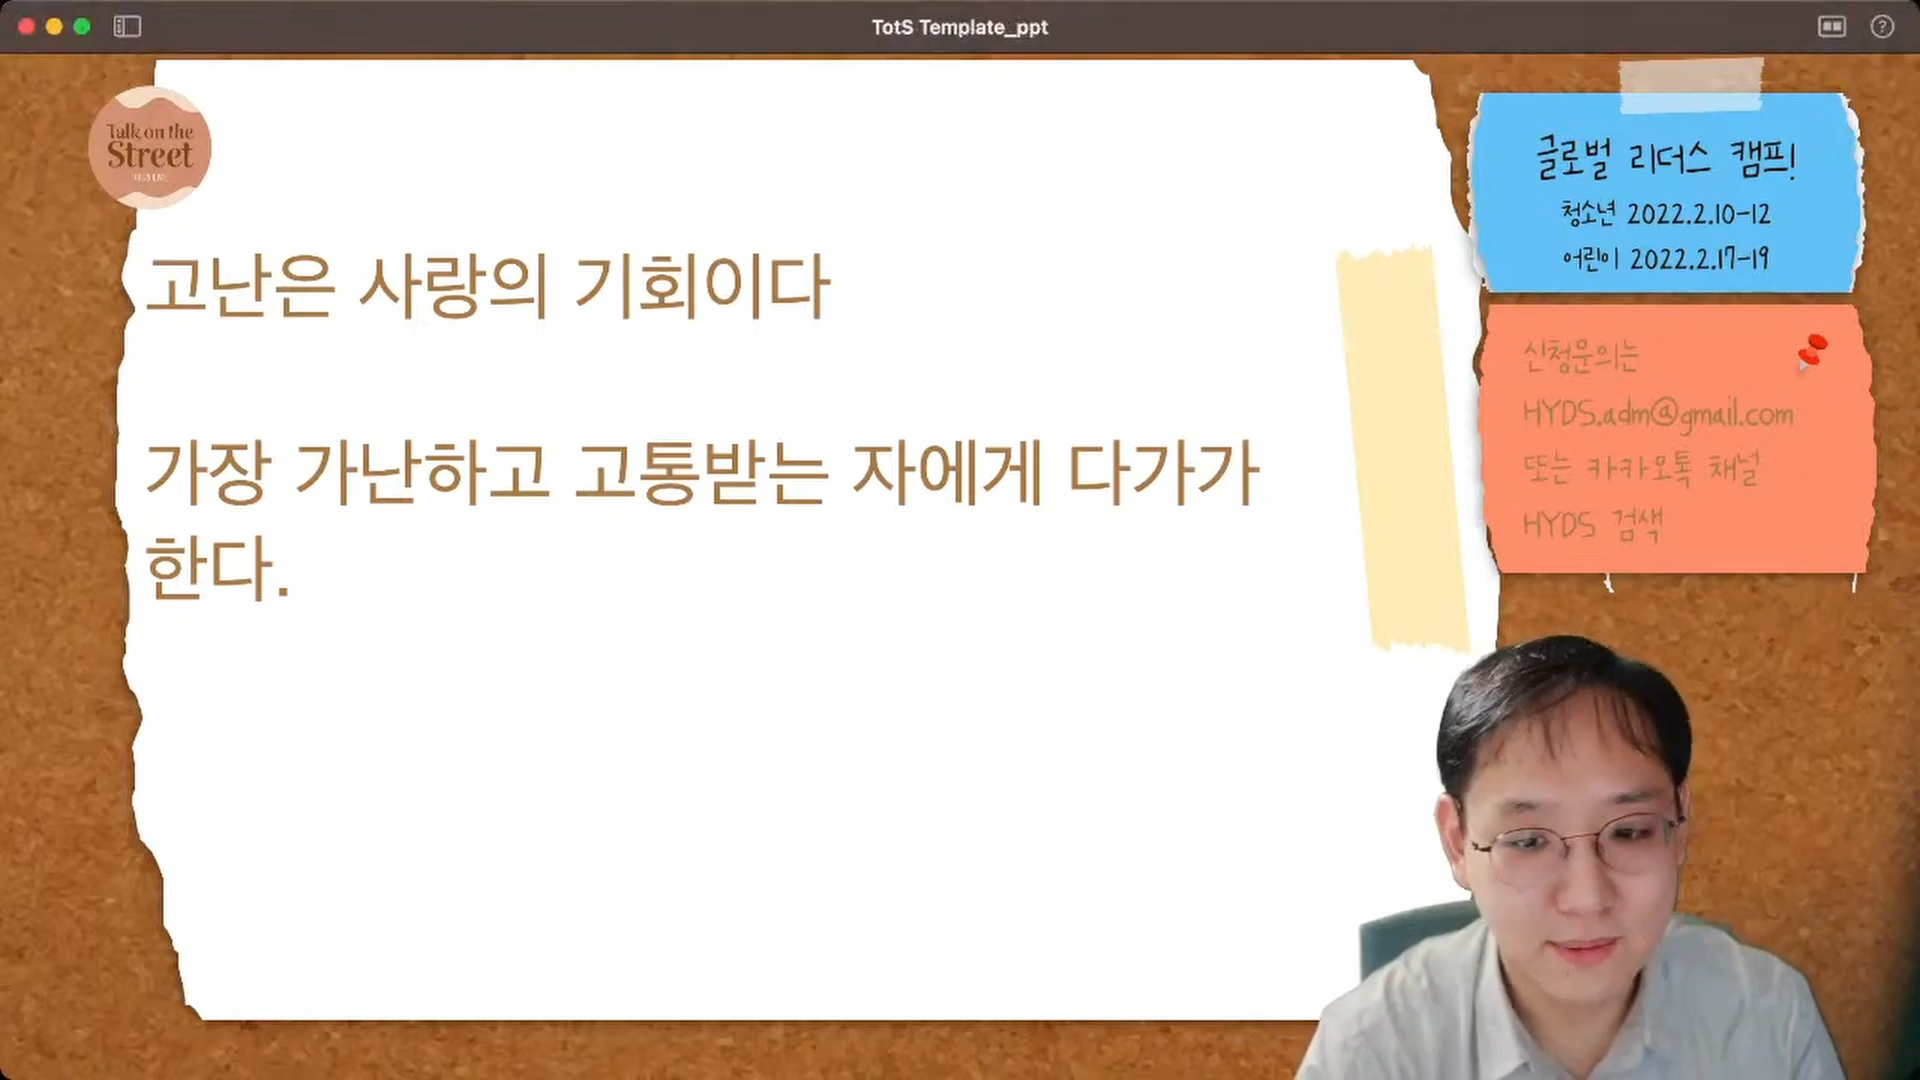 TotS Template_ppt
Talk on the
Street
고난은 사랑의 기회이다
가장 가난하고 고통받는 자에게 다가가
한다.
글로벌 리더스 캠프!
청소년 2022.2.10-12
어린이 2022.2.17-19
신청문의는
HYDS.adm@gmail.com
또는 카카오톡 채널
HYDS 검색